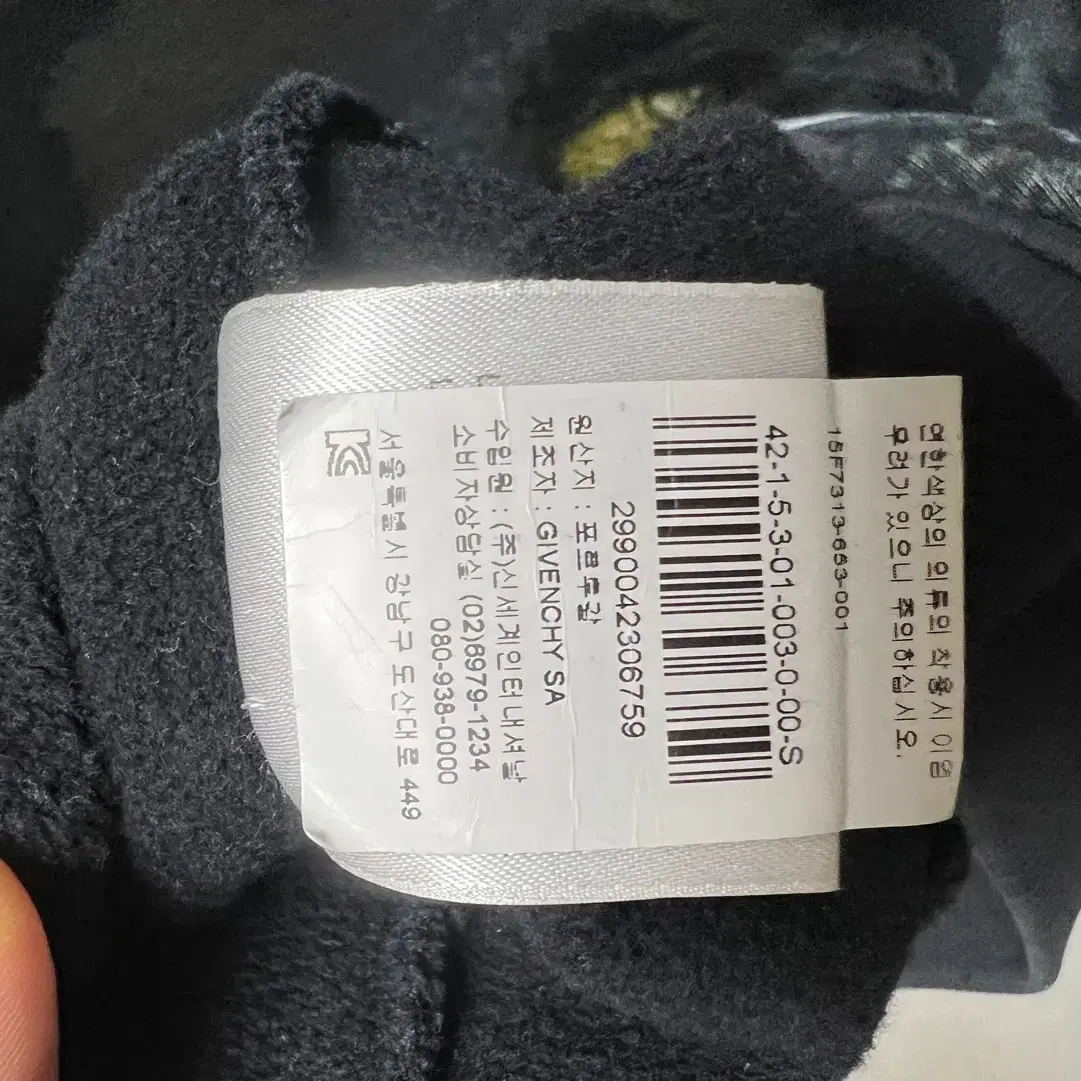 연한색상의 의류의 착용시 이염
우려가 있으니 주의하십시오.
15F7313-653-001
42-1-5-3-01-003-0-00-S
2990042306759
원산지 : 포르투갈
제조자 : GIVENCHY SA
수입원 : (주)신세계인터내셔날
소비자상담실 (02)6979-1234
080-938-0000
서울특별시 강남구 도산대로 449